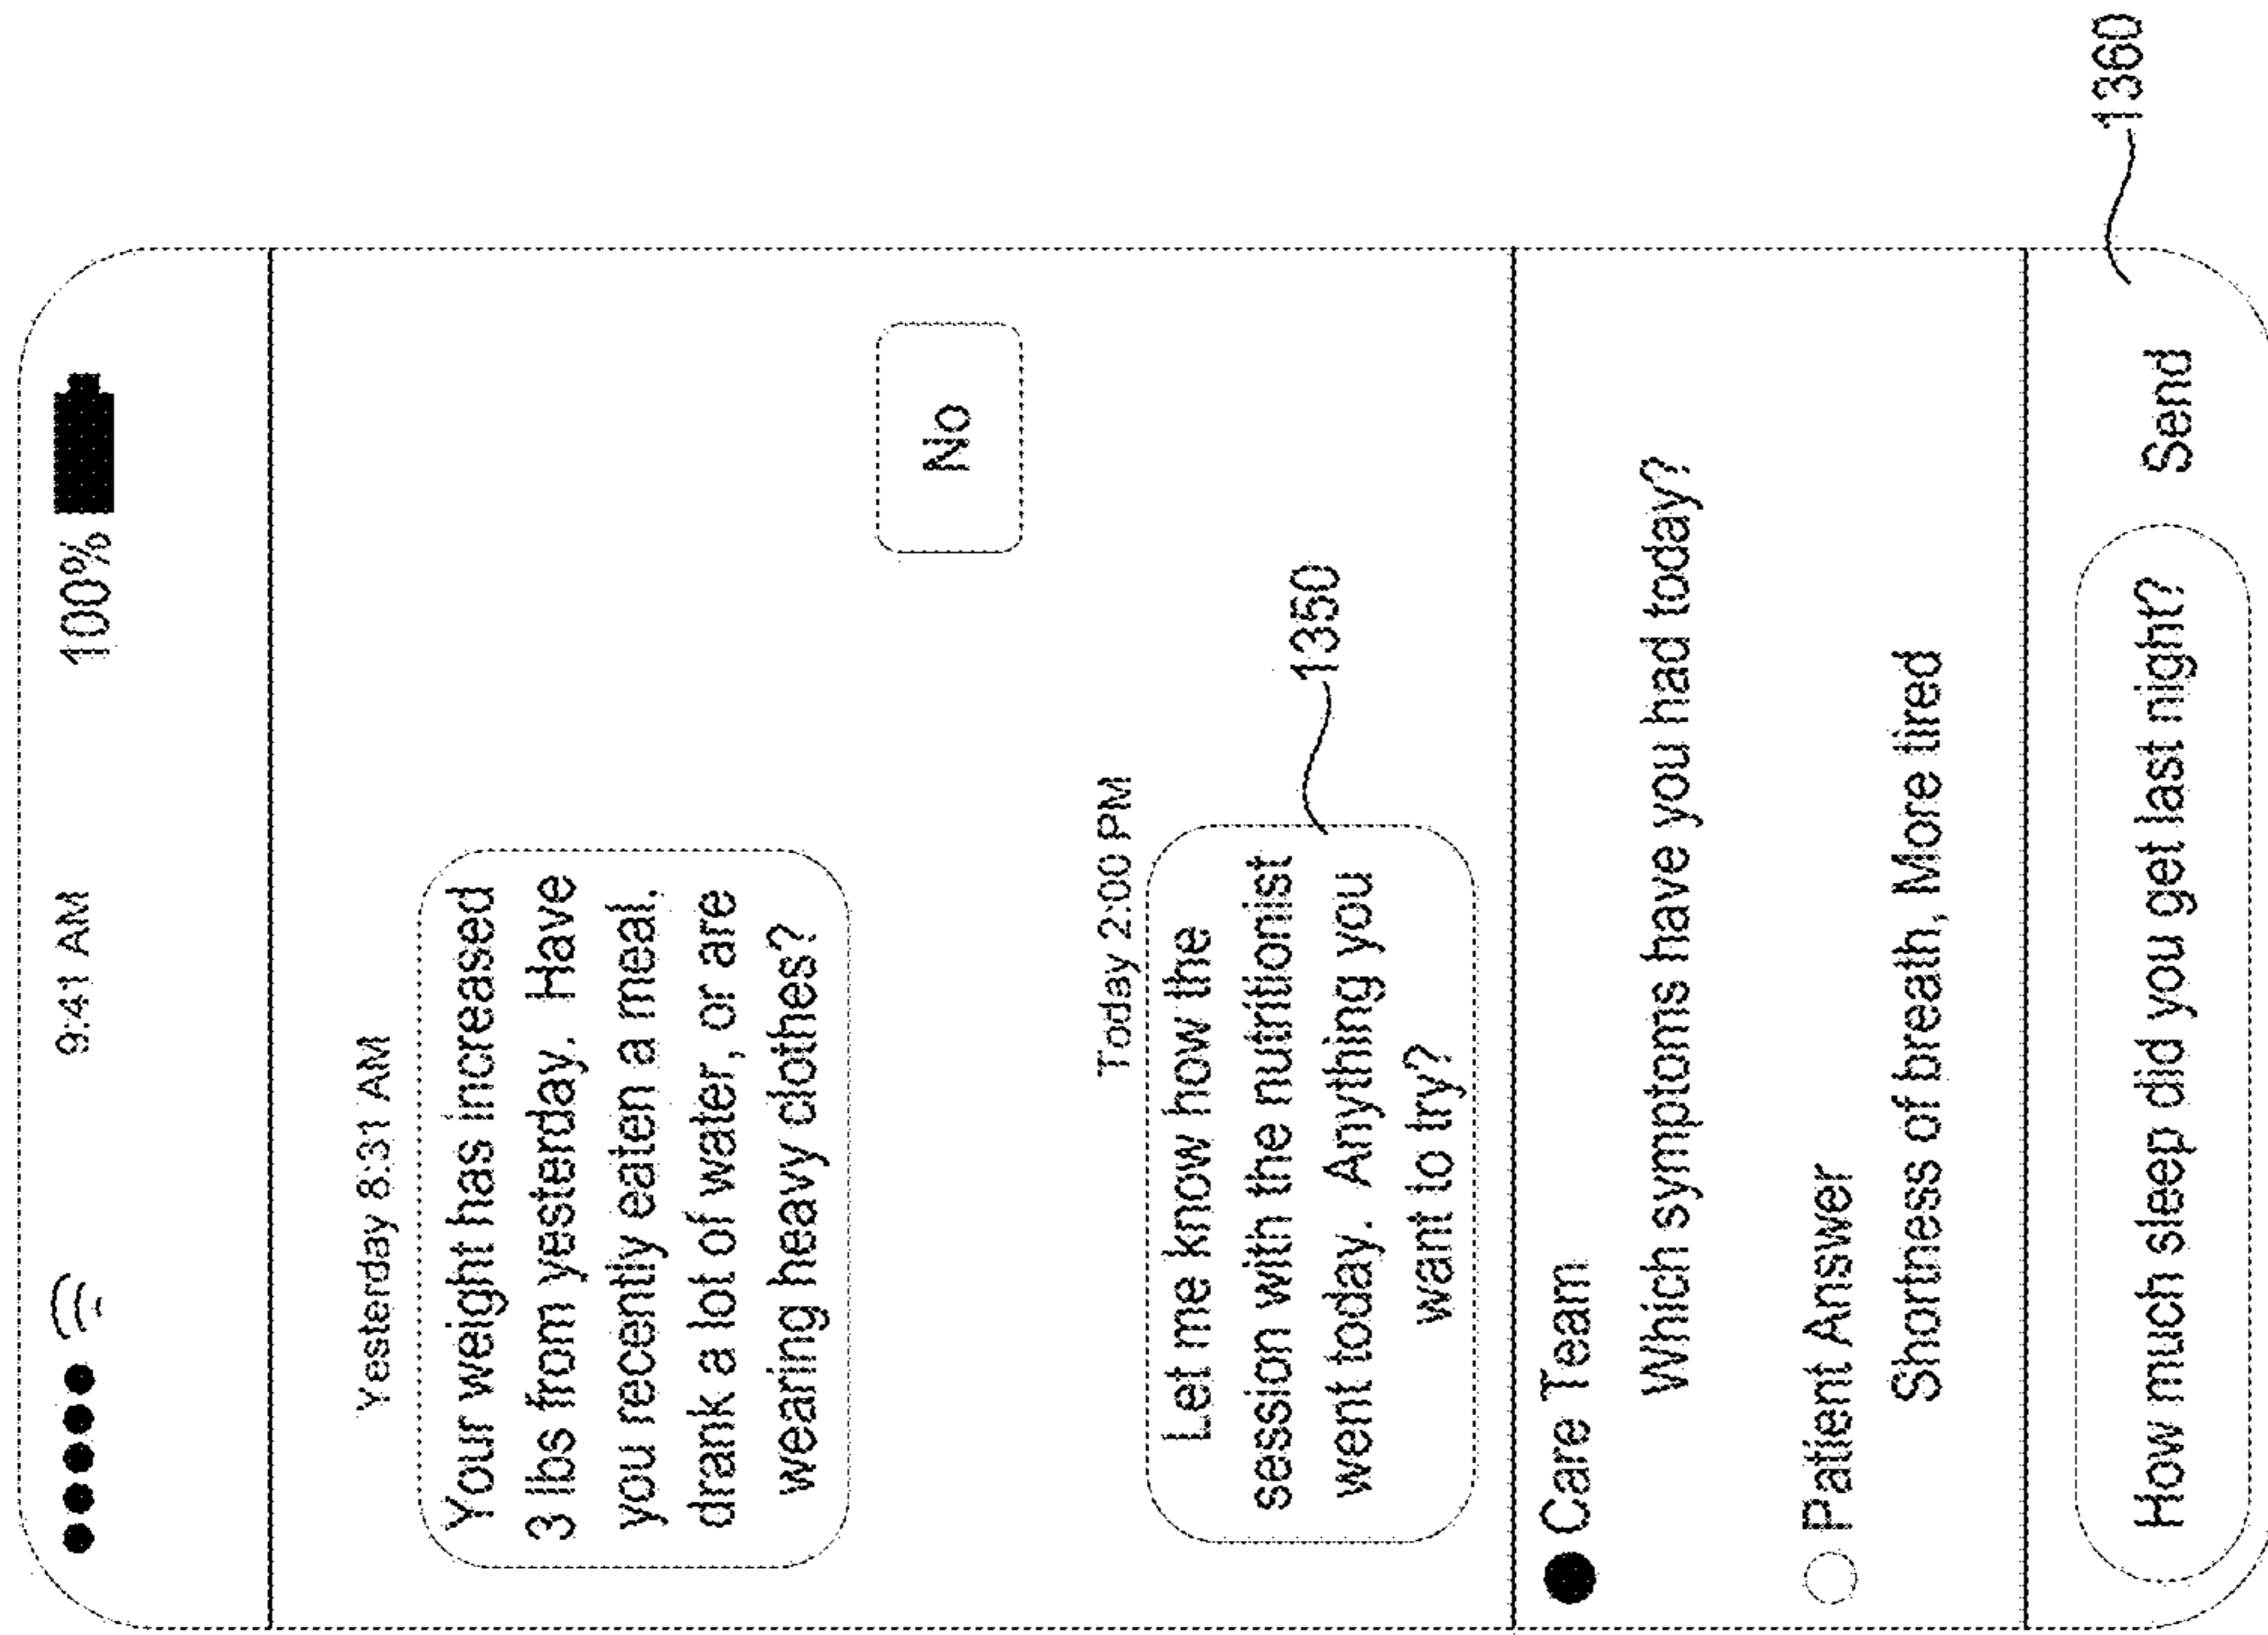 9:41 AM 100%
Yesterday 8:31 AM
Your weight has increased
3 lbs from yesterday. Have
you recently eaten a meal,
drank a lot of water, or are
wearing heavy clothes?
No
Today 2:00 PM
Let me know how the
session with the nutritionist
went today. Anything you
want to try?
1350
Care Team
Which symptoms have you had today?
Patient Answer
Shortness of breath, More tired
How much sleep did you get last night? Send
1360